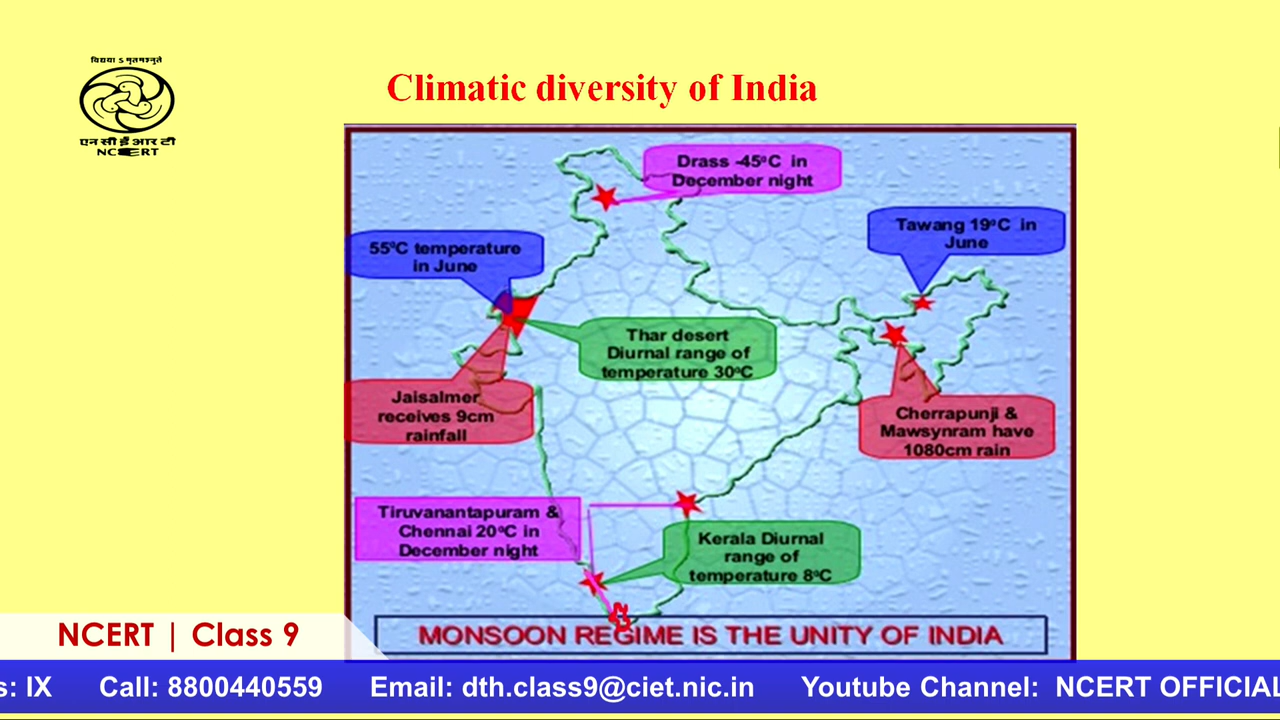 विद्यया ऽ मृतमश्नुते
एन सी ई आर टी
NCERT
Climatic diversity of India
Drass -45°C in
December night
Tawang 19°C in
June
55°C temperature
in June
Thar desert
Diurnal range of
temperature 30°C
Jaisalmer
receives 9cm
rainfall
Cherrapunji &
Mawsynram have
1080cm rain
Tiruvanantapuram &
Chennai 20°C in
December night
Kerala Diurnal
range of
temperature 8°C
MONSOON REGIME IS THE UNITY OF INDIA
NCERT | Class 9
s: IX Call: 8800440559 Email: dth.class9@ciet.nic.in Youtube Channel: NCERT OFFICIAL